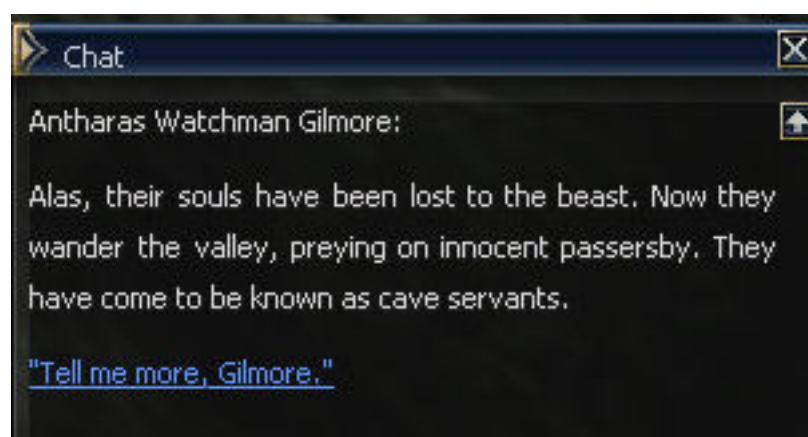 Chat
Antharas Watchman Gilmore:
Alas, their souls have been lost to the beast. Now they
wander the valley, preying on innocent passersby. They
have come to be known as cave servants.
"Tell me more, Gilmore."